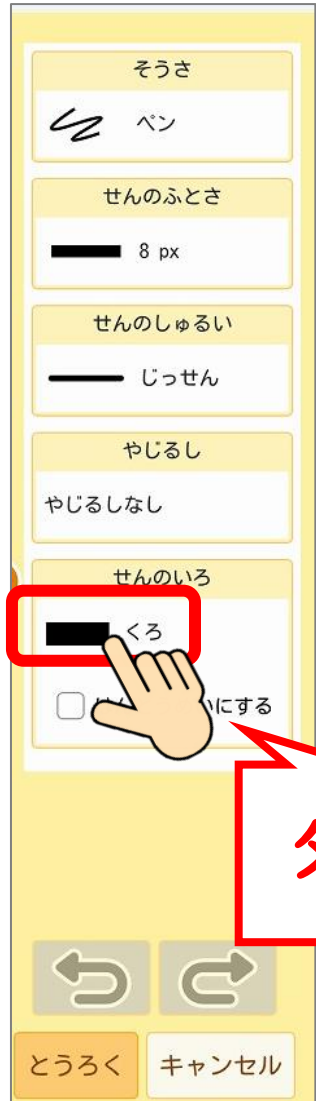 そうさ
ペン
せんのふとさ
8 px
せんのしゅるい
じっせん
やじるし
やじるしなし
せんのいろ
くろ
にする
とうろく
キャンセル